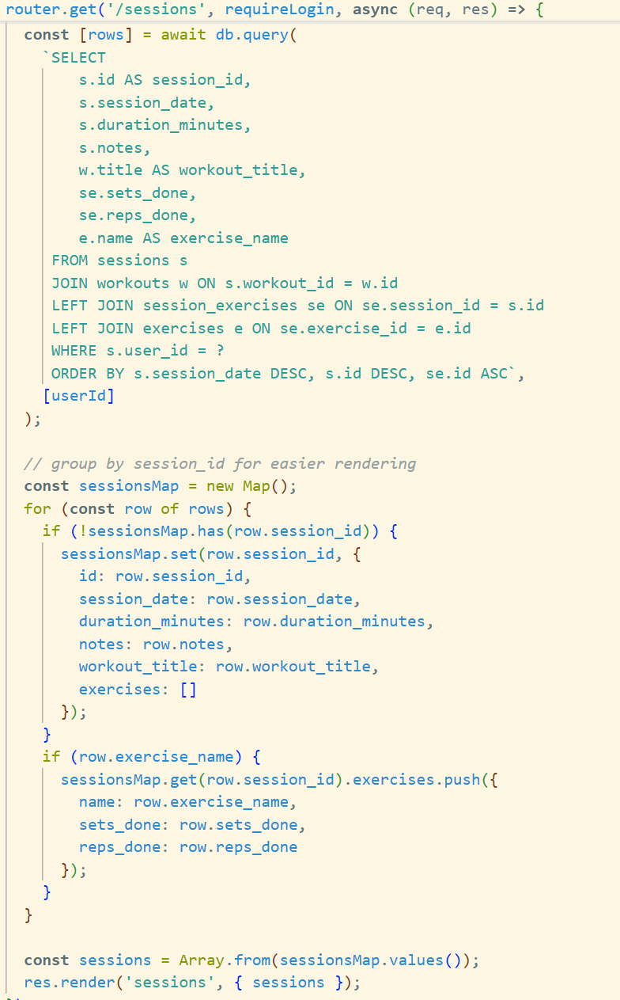 router.get('/sessions', requireLogin, async (req, res) => {
  const [rows] = await db.query(
    `SELECT
        s.id AS session_id,
        s.session_date,
        s.duration_minutes,
        s.notes,
        w.title AS workout_title,
        se.sets_done,
        se.reps_done,
        e.name AS exercise_name
     FROM sessions s
     JOIN workouts w ON s.workout_id = w.id
     LEFT JOIN session_exercises se ON se.session_id = s.id
     LEFT JOIN exercises e ON se.exercise_id = e.id
     WHERE s.user_id = ?
     ORDER BY s.session_date DESC, s.id DESC, se.id ASC`,
    [userId]
  );

  // group by session_id for easier rendering
  const sessionsMap = new Map();
  for (const row of rows) {
    if (!sessionsMap.has(row.session_id)) {
      sessionsMap.set(row.session_id, {
        id: row.session_id,
        session_date: row.session_date,
        duration_minutes: row.duration_minutes,
        notes: row.notes,
        workout_title: row.workout_title,
        exercises: []
      });
    }
    if (row.exercise_name) {
      sessionsMap.get(row.session_id).exercises.push({
        name: row.exercise_name,
        sets_done: row.sets_done,
        reps_done: row.reps_done
      });
    }
  }

  const sessions = Array.from(sessionsMap.values());
  res.render('sessions', { sessions });